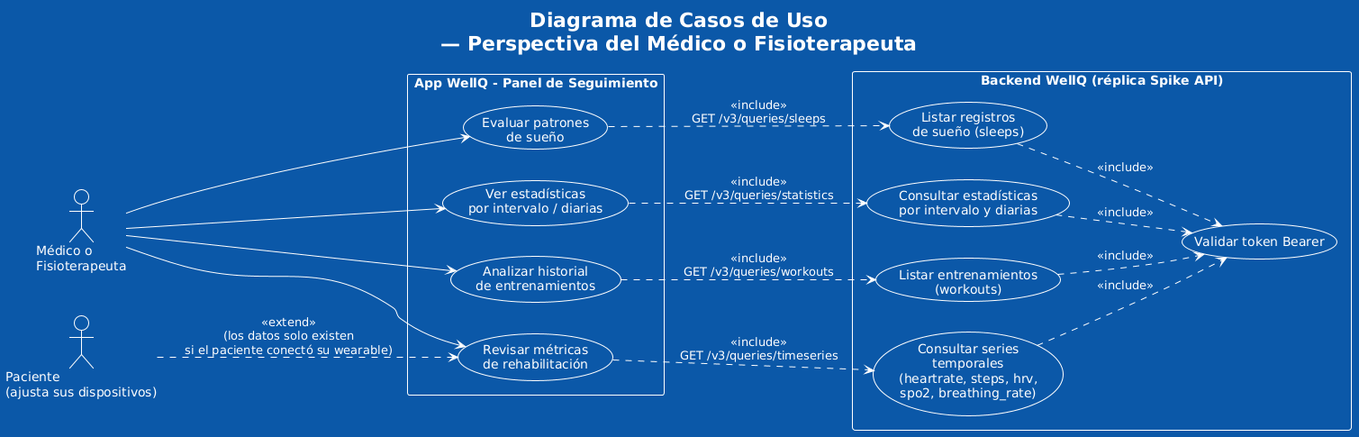 Diagrama de Casos de Uso
— Perspectiva del Médico o Fisioterapeuta
Médico o
Fisioterapeuta
Paciente
(ajusta sus dispositivos)
«extend»
(los datos solo existen
si el paciente conectó su wearable)
App WellQ - Panel de Seguimiento
Evaluar patrones
de sueño
Ver estadísticas
por intervalo / diarias
Analizar historial
de entrenamientos
Revisar métricas
de rehabilitación
«include»
GET /v3/queries/sleeps
«include»
GET /v3/queries/statistics
«include»
GET /v3/queries/workouts
«include»
GET /v3/queries/timeseries
Backend WellQ (réplica Spike API)
Listar registros
de sueño (sleeps)
Consultar estadísticas
por intervalo y diarias
Listar entrenamientos
(workouts)
Consultar series
temporales
(heartrate, steps, hrv,
spo2, breathing_rate)
«include»
«include»
«include»
«include»
Validar token Bearer